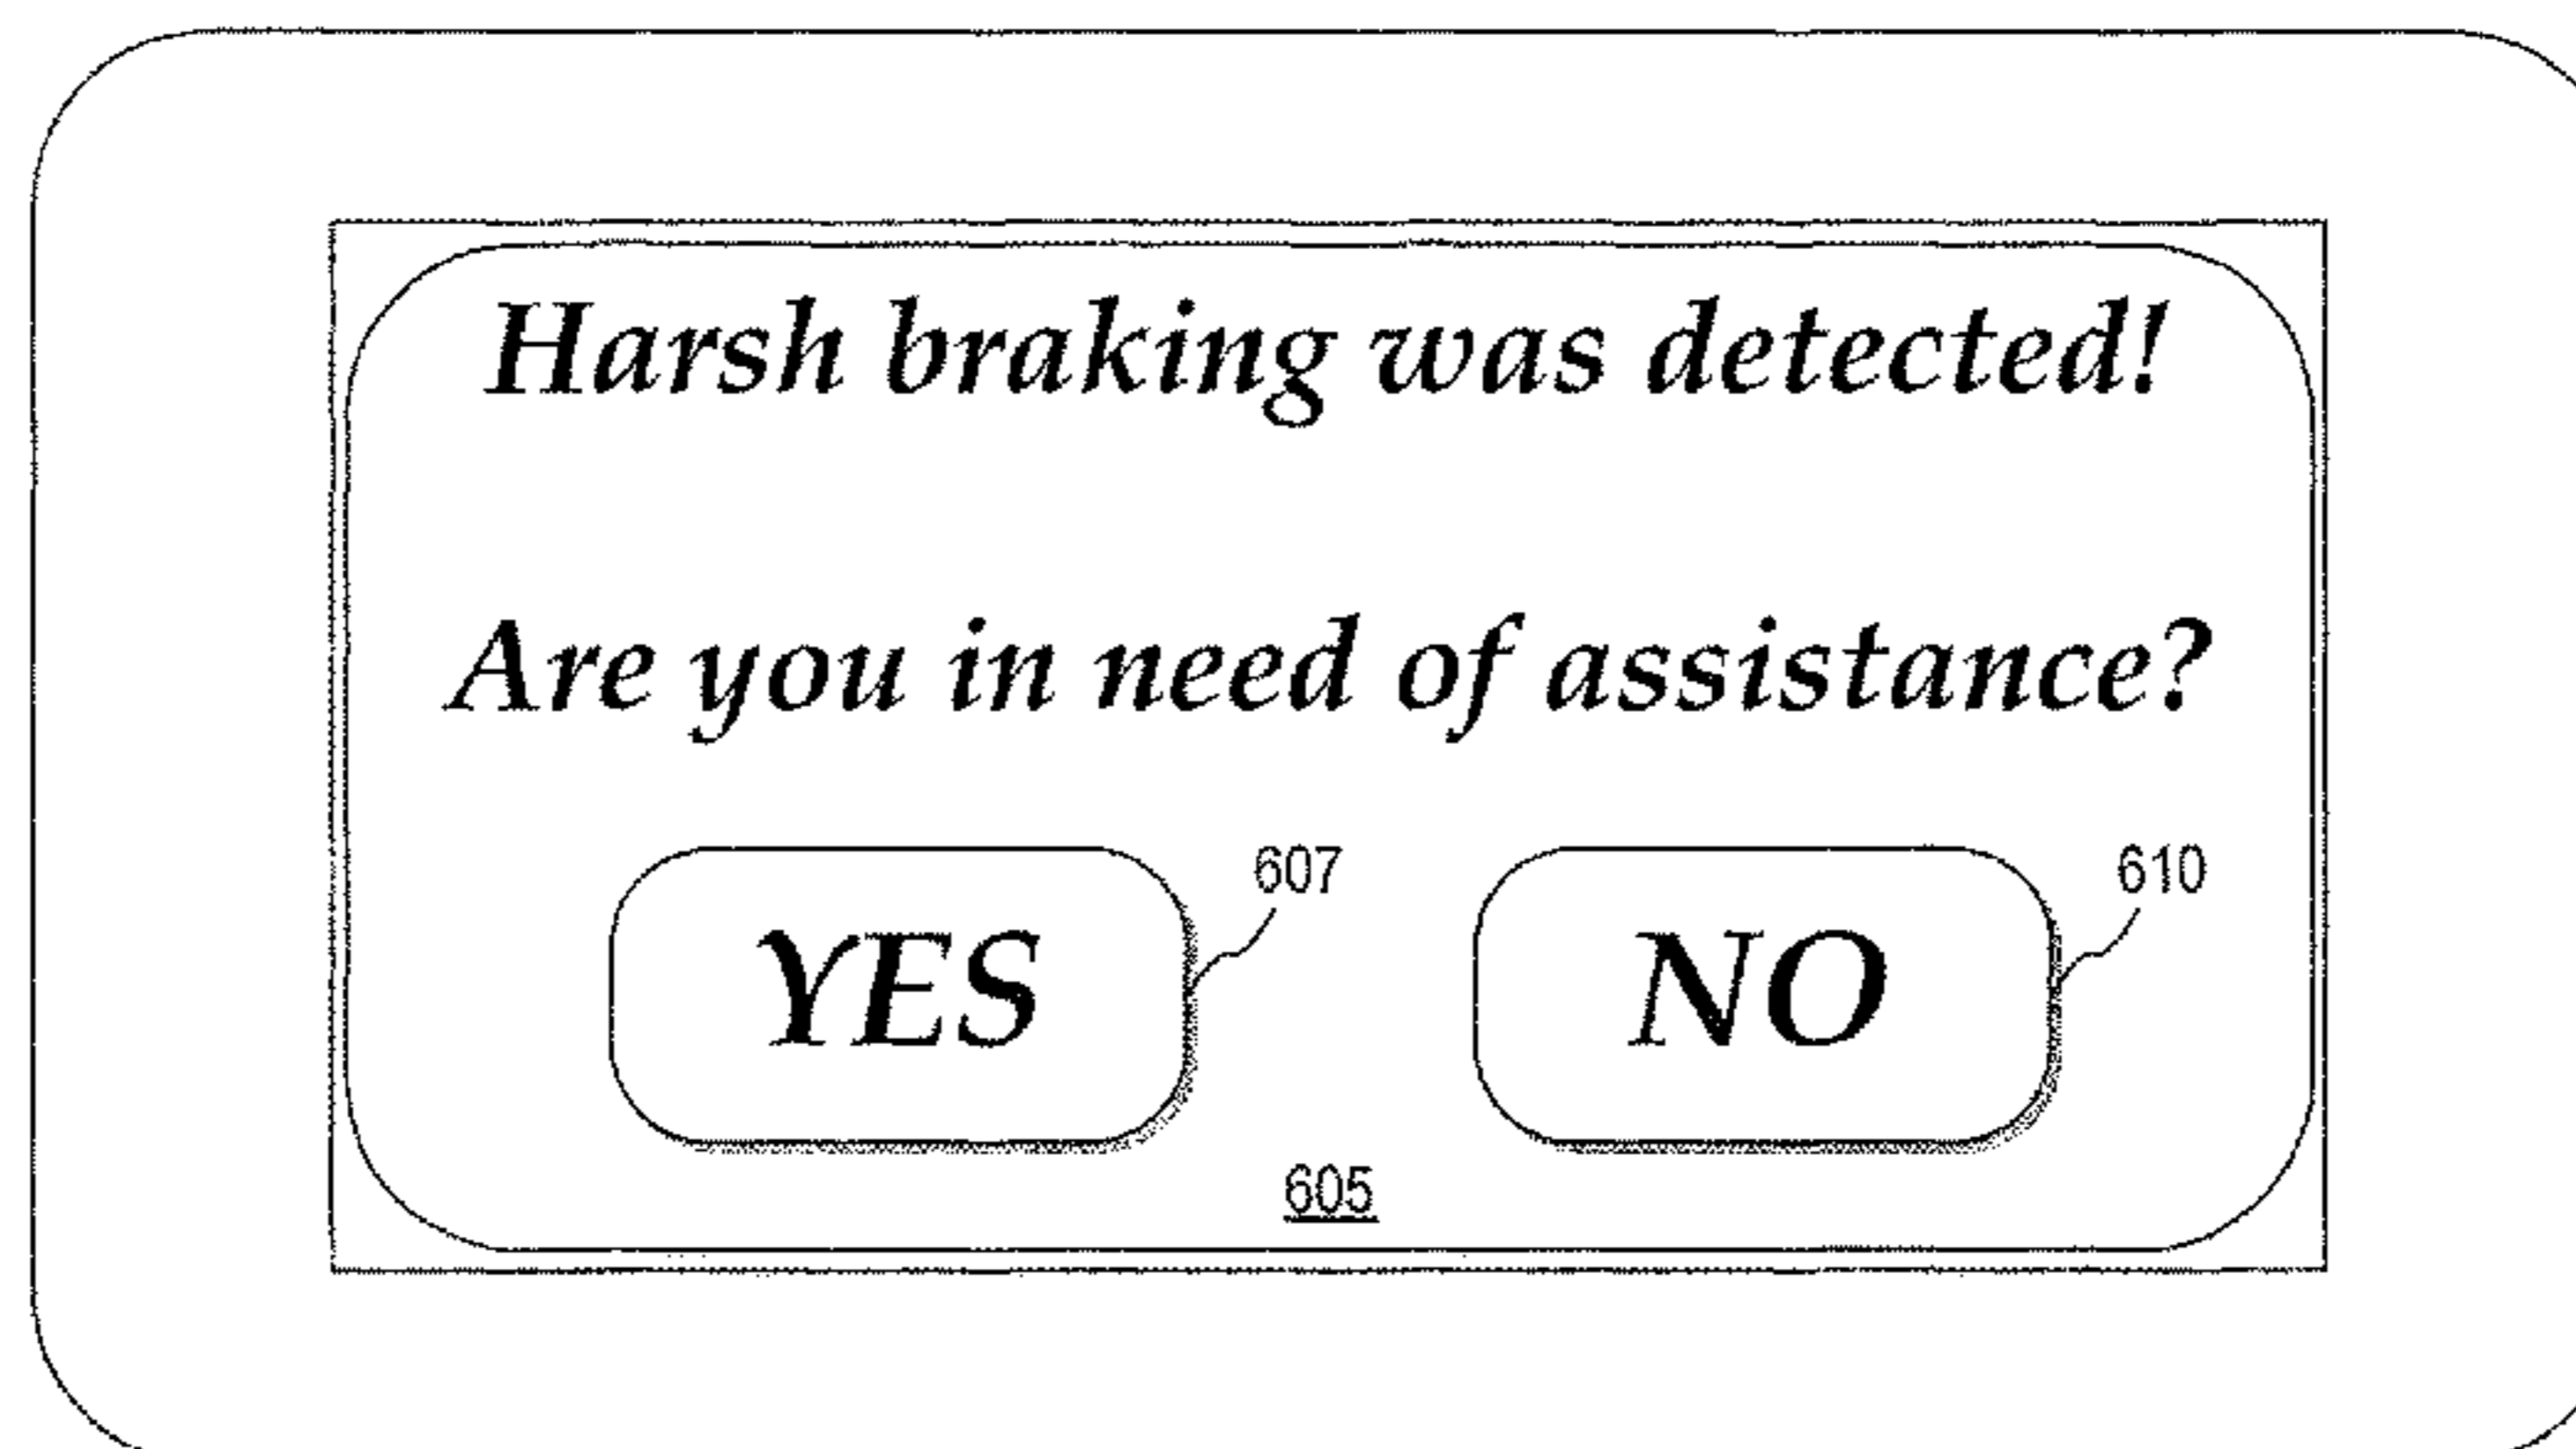 Harsh braking was detected!
Are you in need of assistance?
607
610
YES
NO
605